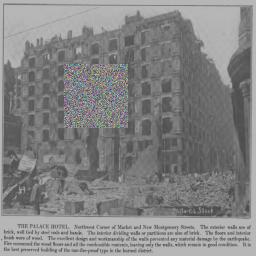 THE PALACE HOTEL. Northwest Corner of Market and New Montgomery Streets. The exterior walls are of
brick, well tied by steel rods and bands. The interior dividing walls or partitions are also of brick. The floors and interior
finish were of wood. The excellent design and workmanship of the walls prevented any material damage by the earthquake.
Fire consumed the wood floors and all the combustible contents, leaving only the walls, which remain in good condition. It is
the best preserved building of the non-fire-proof type in the burned district.